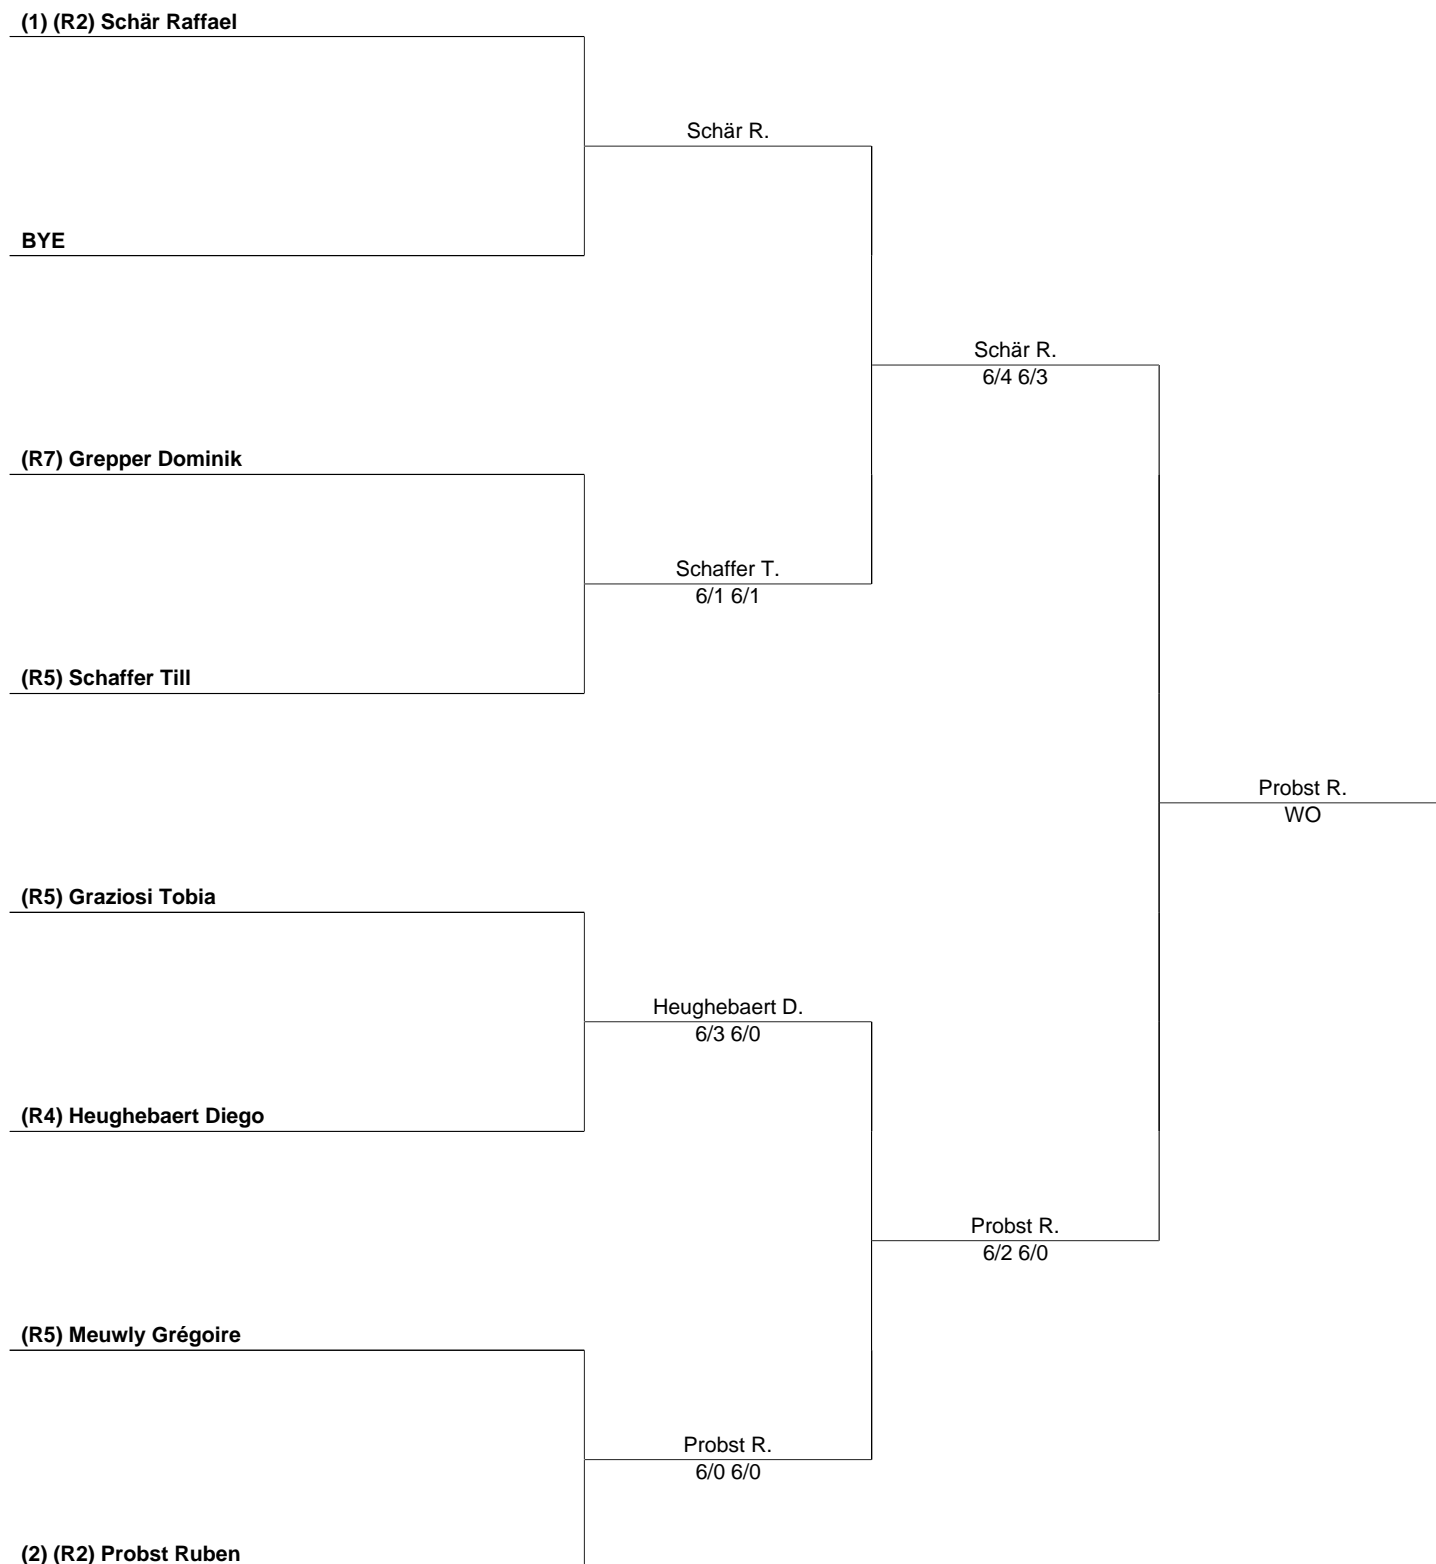 (1) (R2) Schär Raffael
Schär R.
BYE
Schär R.
6/4 6/3
(R7) Grepper Dominik
Schaffer T.
6/1 6/1
(R5) Schaffer Till
Probst R.
WO
(R5) Graziosi Tobia
Heughebaert D.
6/3 6/0
(R4) Heughebaert Diego
Probst R.
6/2 6/0
(R5) Meuwly Grégoire
Probst R.
6/0 6/0
(2) (R2) Probst Ruben